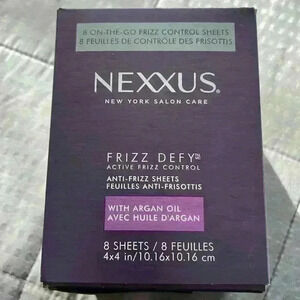 8 ON-THE-GO FRIZZ CONTROL SHEETS
8 FEUILLES DE CONTRÔLE DES FRISOTTIS
NEXXUS®
NEW YORK SALON CARE
FRIZZ DEFY
ACTIVE FRIZZ CONTROL
ANTI-FRIZZ SHEETS
FEUILLES ANTI-FRISOTTIS
WITH ARGAN OIL
AVEC HUILE D'ARGAN
8 SHEETS / 8 FEUILLES
4x4 in/10.16x10.16 cm